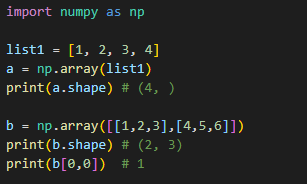 import numpy as np
list1 = [1, 2, 3, 4]
a = np.array(list1)
print(a.shape) # (4, )
b = np.array([[1,2,3],[4,5,6]])
print(b.shape) # (2, 3)
print(b[0,0])  # 1